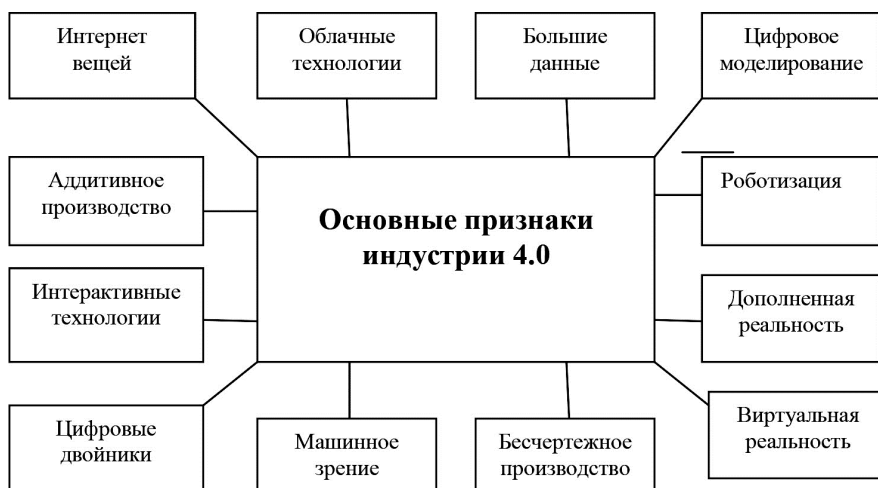 Интернет
вещей
Облачные
технологии
Большие
данные
Цифровое
моделирование
Аддитивное
производство
Основные признаки
индустрии 4.0
Роботизация
Интерактивные
технологии
Дополненная
реальность
Цифровые
двойники
Машинное
зрение
Бесчертежное
производство
Виртуальная
реальность